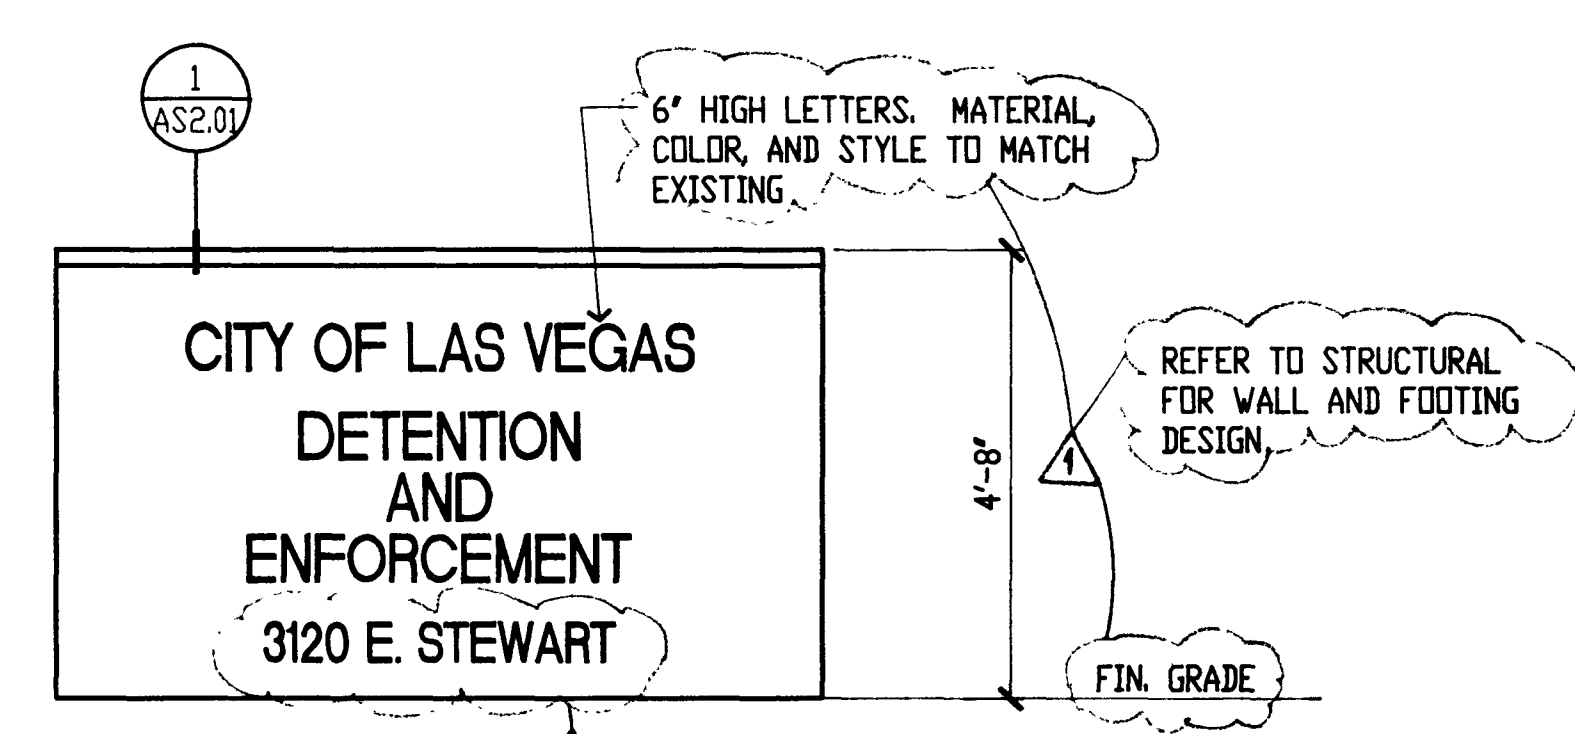 1
AS2.01
6" HIGH LETTERS. MATERIAL,
COLOR, AND STYLE TO MATCH
EXISTING
CITY OF LAS VEGAS
DETENTION
AND
ENFORCEMENT
3120 E. STEWART
4'-8"
1
REFER TO STRUCTURAL
FOR WALL AND FOOTING
DESIGN
FIN. GRADE